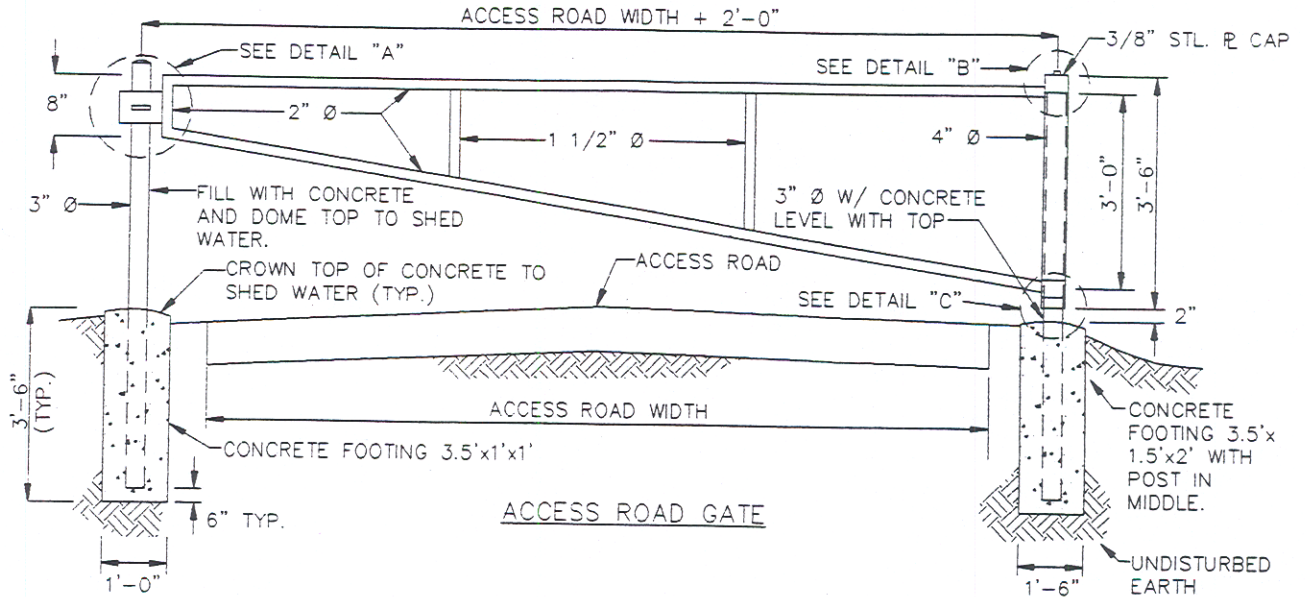 ACCESS ROAD WIDTH + 2'-0"
SEE DETAIL "A"
SEE DETAIL "B"
3/8" STL. ⅊ CAP
8"
2" Ø
1 1/2" Ø
4" Ø
3'-0"
3'-6"
3" Ø
FILL WITH CONCRETE
AND DOME TOP TO SHED
WATER.
3" Ø W/ CONCRETE
LEVEL WITH TOP
CROWN TOP OF CONCRETE TO
SHED WATER (TYP.)
ACCESS ROAD
SEE DETAIL "C"
2"
3'-6"
(TYP.)
ACCESS ROAD WIDTH
CONCRETE FOOTING 3.5'x1'x1'
CONCRETE
FOOTING 3.5'x
1.5'x2' WITH
POST IN
MIDDLE.
6" TYP.
ACCESS ROAD GATE
1'-0"
1'-6"
UNDISTURBED
EARTH